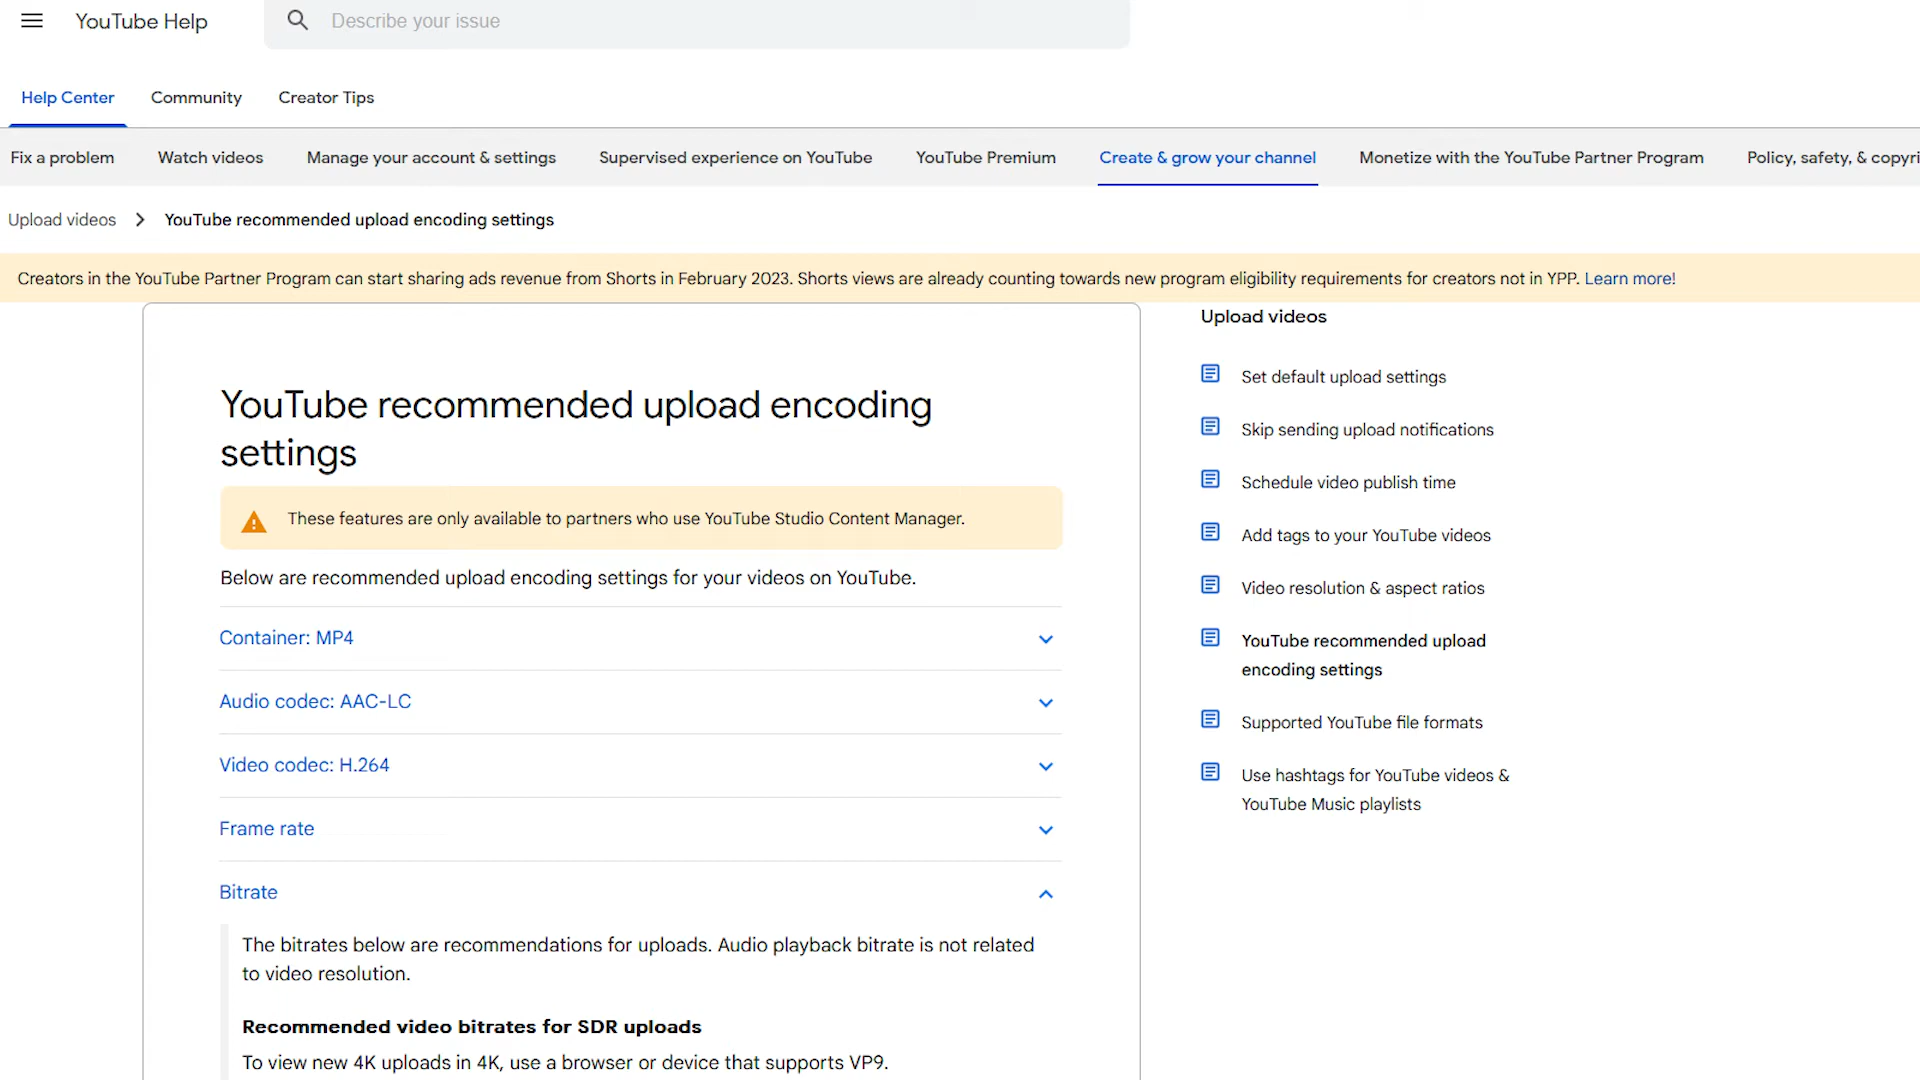 YouTube Help
Describe your issue
Help Center
Community
Creator Tips
Fix a problem
Watch videos
Manage your account & settings
Supervised experience on YouTube
YouTube Premium
Create & grow your channel
Monetize with the YouTube Partner Program
Policy, safety, & copyri
Upload videos
YouTube recommended upload encoding settings
Creators in the YouTube Partner Program can start sharing ads revenue from Shorts in February 2023. Shorts views are already counting towards new program eligibility requirements for creators not in YPP. Learn more!
YouTube recommended upload encoding
settings
These features are only available to partners who use YouTube Studio Content Manager.
Below are recommended upload encoding settings for your videos on YouTube.
Container: MP4
Audio codec: AAC-LC
Video codec: H.264
Frame rate
Bitrate
The bitrates below are recommendations for uploads. Audio playback bitrate is not related
to video resolution.
Recommended video bitrates for SDR uploads
To view new 4K uploads in 4K, use a browser or device that supports VP9.
Upload videos
Set default upload settings
Skip sending upload notifications
Schedule video publish time
Add tags to your YouTube videos
Video resolution & aspect ratios
YouTube recommended upload
encoding settings
Supported YouTube file formats
Use hashtags for YouTube videos &
YouTube Music playlists